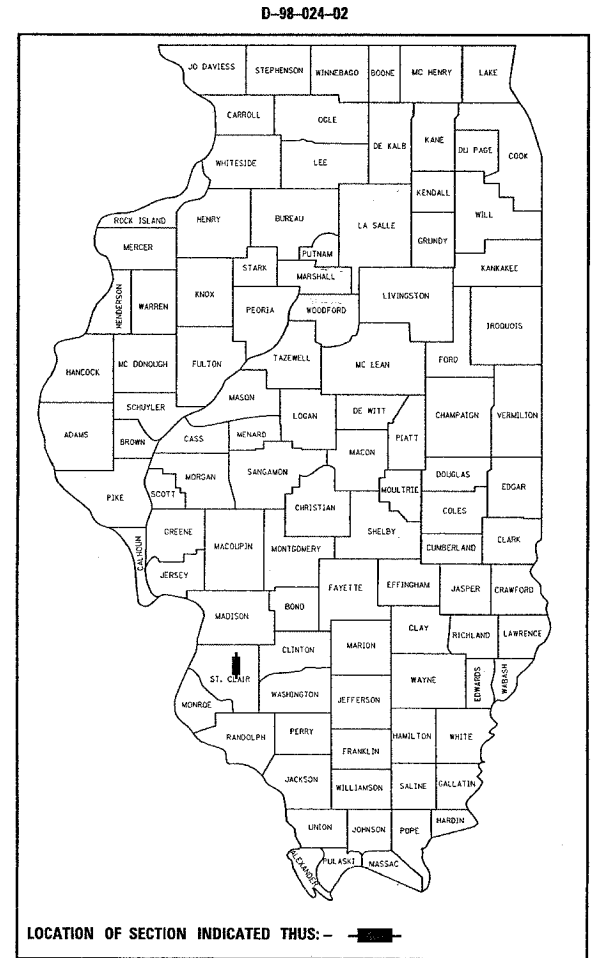 D-98-024-02
JO DAVIESS STEPHENSON WINNEBAGO BOONE MC HENRY LAKE
CARROLL OGLE
DE KALB KANE DU PAGE COOK
WHITESIDE LEE
KENDALL
ROCK ISLAND HENRY BUREAU LA SALLE GRUNDY WILL
MERCER PUTNAM
STARK MARSHALL KANKAKEE
HENDERSON WARREN KNOX PEORIA WOODFORD LIVINGSTON IROQUOIS
HANCOCK MC DONOUGH FULTON TAZEWELL MC LEAN FORD
MASON
SCHUYLER LOGAN DE WITT CHAMPAIGN VERMILION
ADAMS BROWN CASS MENARD PIATT
MACON
MORGAN SANGAMON DOUGLAS
PIKE SCOTT CHRISTIAN MOULTRIE COLES EDGAR
GREENE MACOUPIN MONTGOMERY SHELBY CUMBERLAND CLARK
CALHOUN JERSEY
FAYETTE EFFINGHAM JASPER CRAWFORD
MADISON BOND
CLAY RICHLAND LAWRENCE
CLINTON MARION
ST. CLAIR WAYNE EDWARDS WABASH
MONROE WASHINGTON JEFFERSON
RANDOLPH PERRY HAMILTON WHITE
FRANKLIN
JACKSON WILLIAMSON SALINE GALLATIN
UNION JOHNSON POPE HARDIN
ALEXANDER PULASKI MASSAC
LOCATION OF SECTION INDICATED THUS: -